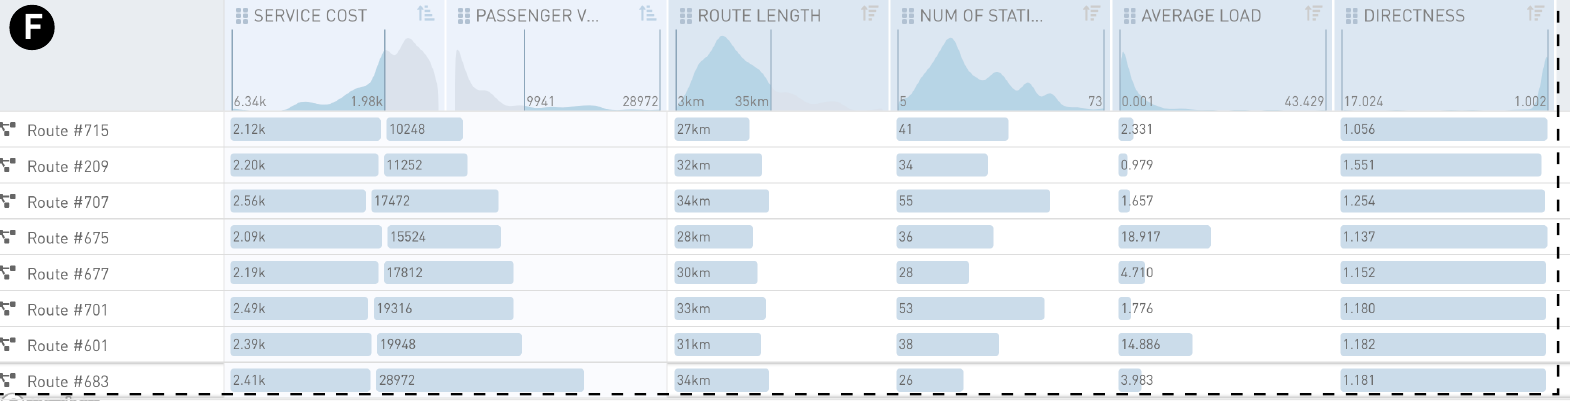 F
SERVICE COST PASSENGER V... ROUTE LENGTH NUM OF STATI... AVERAGE LOAD DIRECTNESS
6.34k 1.98k 9941 28972 3km 35km 5 73 0.001 43.429 17.024 1.002
Route #715 2.12k 10248 27km 41 2.331 1.056
Route #209 2.20k 11252 32km 34 0.979 1.551
Route #707 2.56k 17472 34km 55 1.657 1.254
Route #675 2.09k 15524 28km 36 18.917 1.137
Route #677 2.19k 17812 30km 28 4.710 1.152
Route #701 2.49k 19316 33km 53 1.776 1.180
Route #601 2.39k 19948 31km 38 14.886 1.182
Route #683 2.41k 28972 34km 26 3.983 1.181